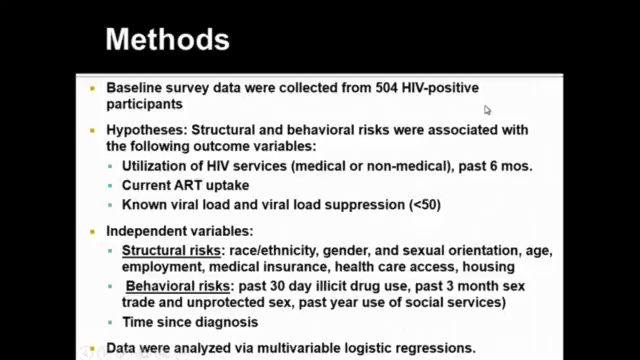 Methods
Baseline survey data were collected from 504 HIV-positive
participants
Hypotheses: Structural and behavioral risks were associated with
the following outcome variables:
Utilization of HIV services (medical or non-medical), past 6 mos.
Current ART uptake
Known viral load and viral load suppression (<50)
Independent variables:
Structural risks: race/ethnicity, gender, and sexual orientation, age,
employment, medical insurance, health care access, housing
Behavioral risks: past 30 day illicit drug use, past 3 month sex
trade and unprotected sex, past year use of social services)
Time since diagnosis
Data were analyzed via multivariable logistic regressions.